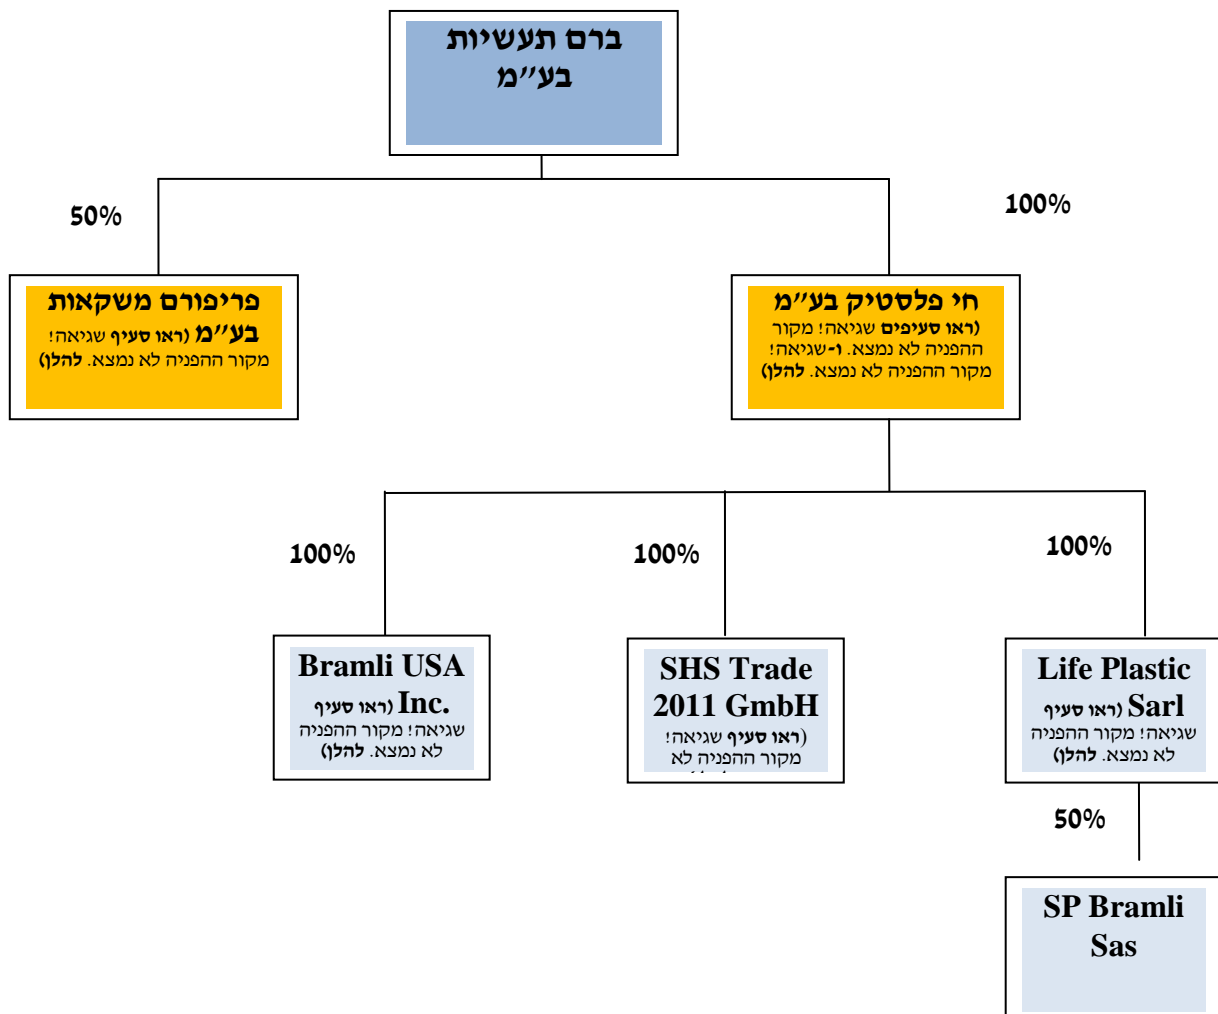 ברם תעשיות
בע״מ
50%
100%
פריפורם משקאות
בע״מ (ראו סעיף שגיאה!
מקור ההפניה לא נמצא. להלן)
חי פלסטיק בע״מ
(ראו סעיפים שגיאה! מקור
ההפניה לא נמצא. ו-שגיאה!
מקור ההפניה לא נמצא. להלן)
100%
100%
100%
Bramli USA
Inc. (ראו סעיף
שגיאה! מקור ההפניה
לא נמצא. להלן)
SHS Trade
2011 GmbH
(ראו סעיף שגיאה!
מקור ההפניה לא
Life Plastic
Sarl (ראו סעיף
שגיאה! מקור ההפניה
לא נמצא. להלן)
50%
SP Bramli
Sas